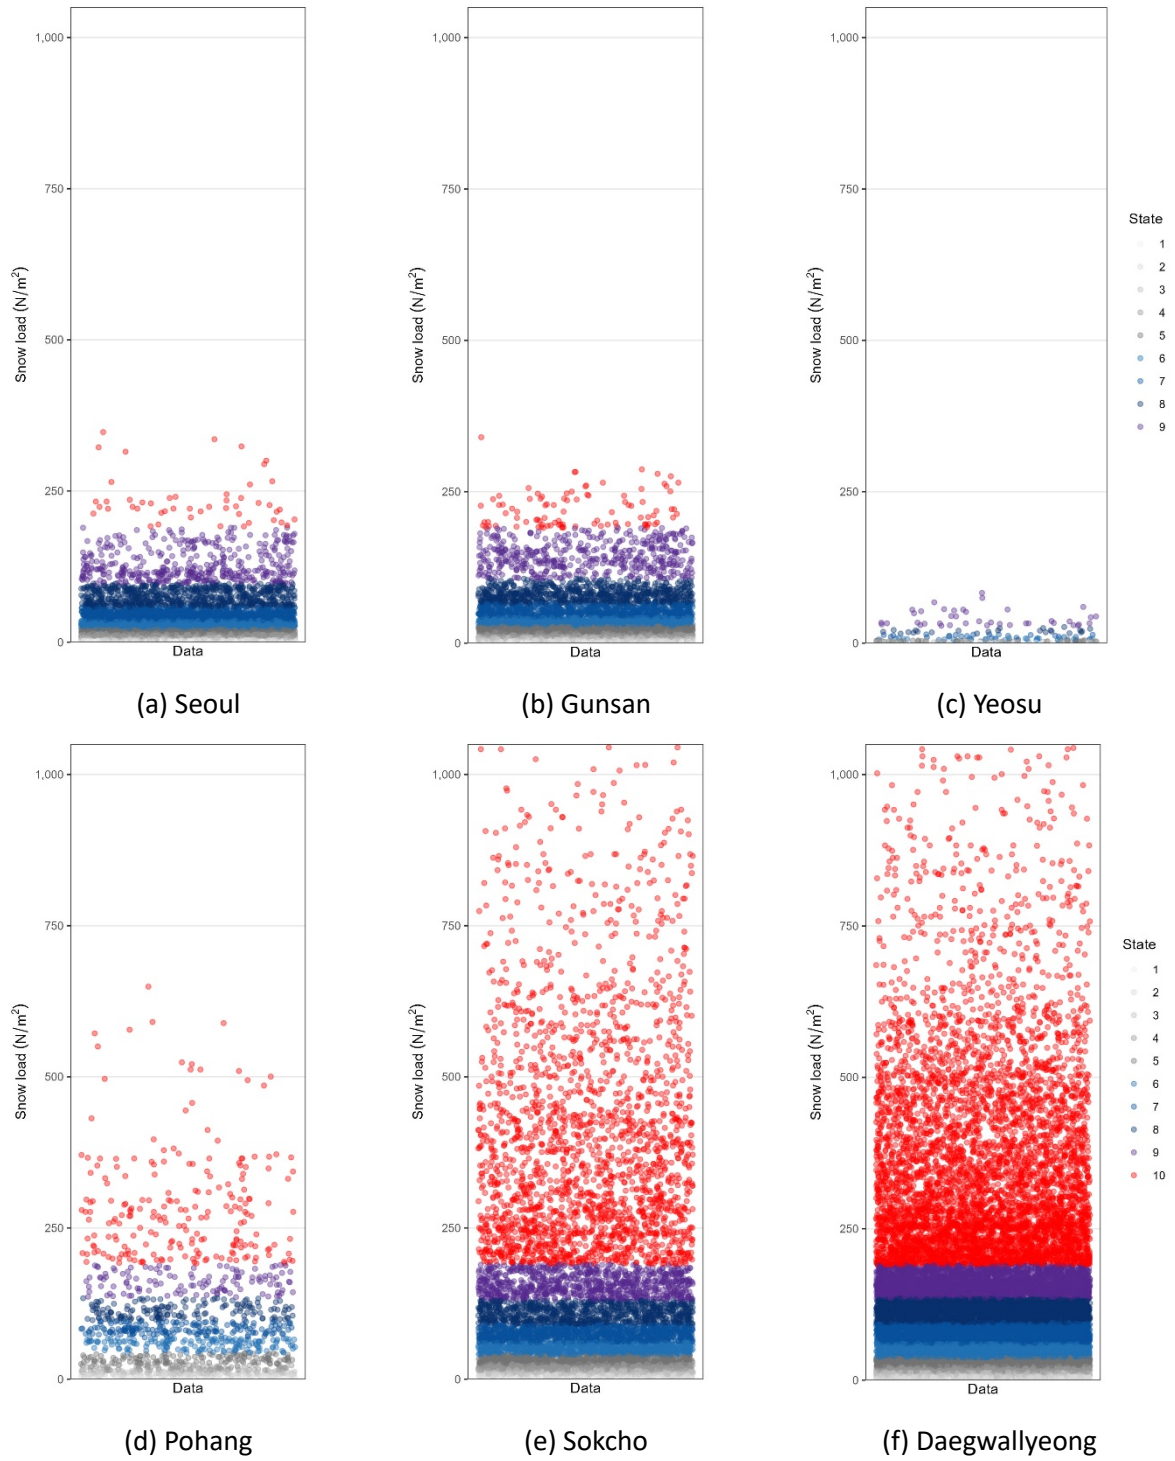 1,000
750
500
250
0
Snow load (N/m²)
Data
(a) Seoul
1,000
750
500
250
0
Snow load (N/m²)
Data
(b) Gunsan
1,000
750
500
250
0
Snow load (N/m²)
Data
(c) Yeosu
State
1
2
3
4
5
6
7
8
9
1,000
750
500
250
0
Snow load (N/m²)
Data
(d) Pohang
1,000
750
500
250
0
Snow load (N/m²)
Data
(e) Sokcho
1,000
750
500
250
0
Snow load (N/m²)
Data
(f) Daegwallyeong
State
1
2
3
4
5
6
7
8
9
10